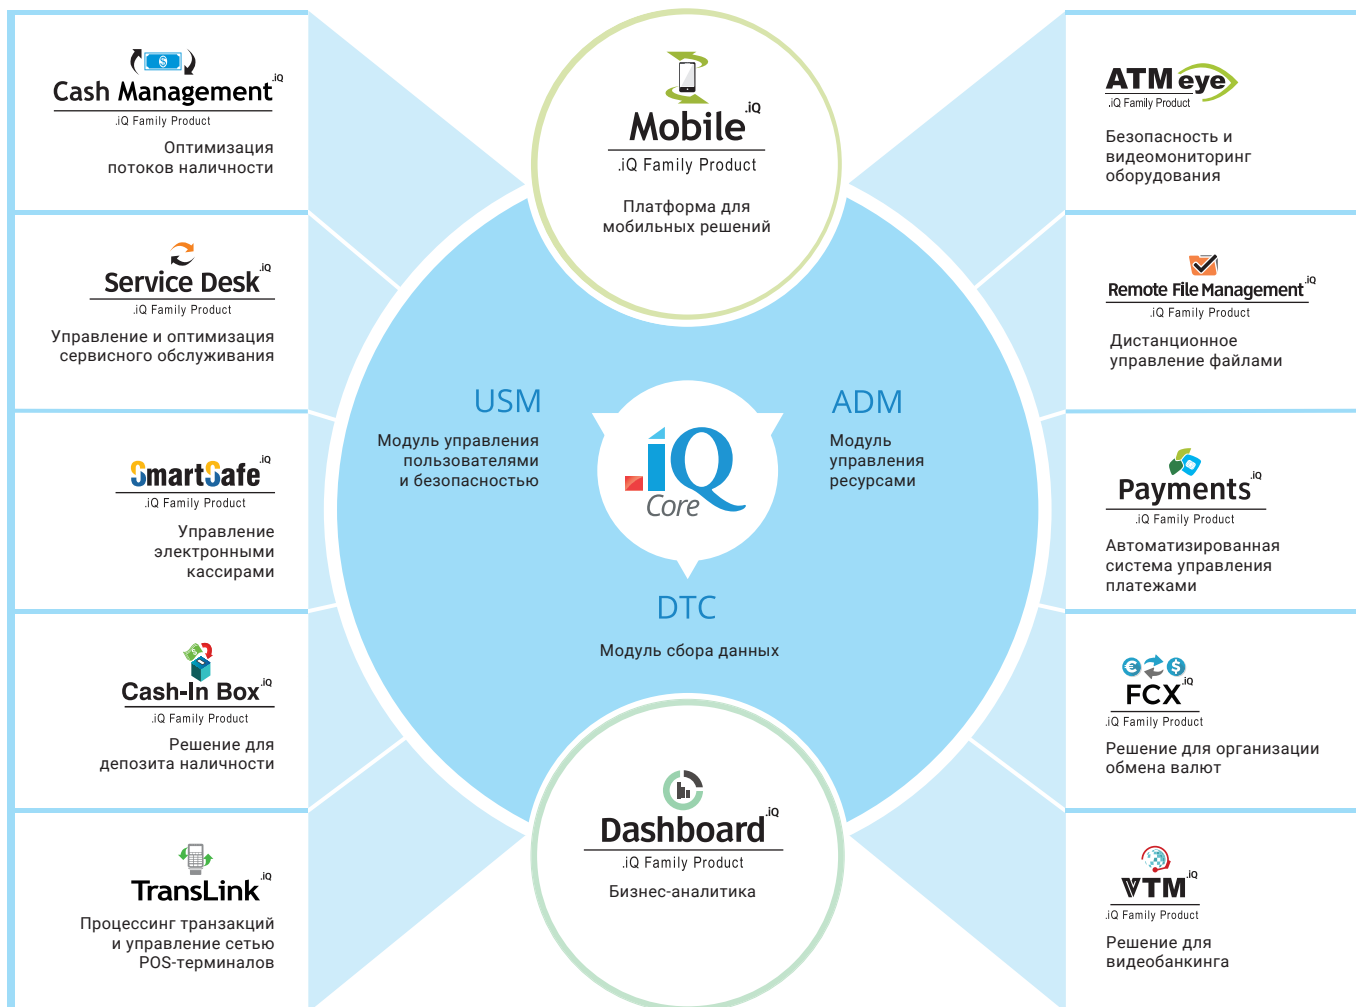 Cash Management.iQ
.iQ Family Product
Оптимизация
потоков наличности
Service Desk.iQ
.iQ Family Product
Управление и оптимизация
сервисного обслуживания
SmartSafe.iQ
.iQ Family Product
Управление
электронными
кассирами
Cash-In Box.iQ
.iQ Family Product
Решение для
депозита наличности
TransLink.iQ
.iQ Family Product
Процессинг транзакций
и управление сетью
POS-терминалов
Mobile.iQ
.iQ Family Product
Платформа для
мобильных решений
USM
Модуль управления
пользователями
и безопасностью
.iQ
Core
ADM
Модуль
управления
ресурсами
DTC
Модуль сбора данных
Dashboard.iQ
.iQ Family Product
Бизнес-аналитика
ATMeye
.iQ Family Product
Безопасность и
видеомониторинг
оборудования
Remote File Management.iQ
.iQ Family Product
Дистанционное
управление файлами
Payments.iQ
.iQ Family Product
Автоматизированная
система управления
платежами
FCX.iQ
.iQ Family Product
Решение для организации
обмена валют
VTM.iQ
.iQ Family Product
Решение для
видеобанкинга